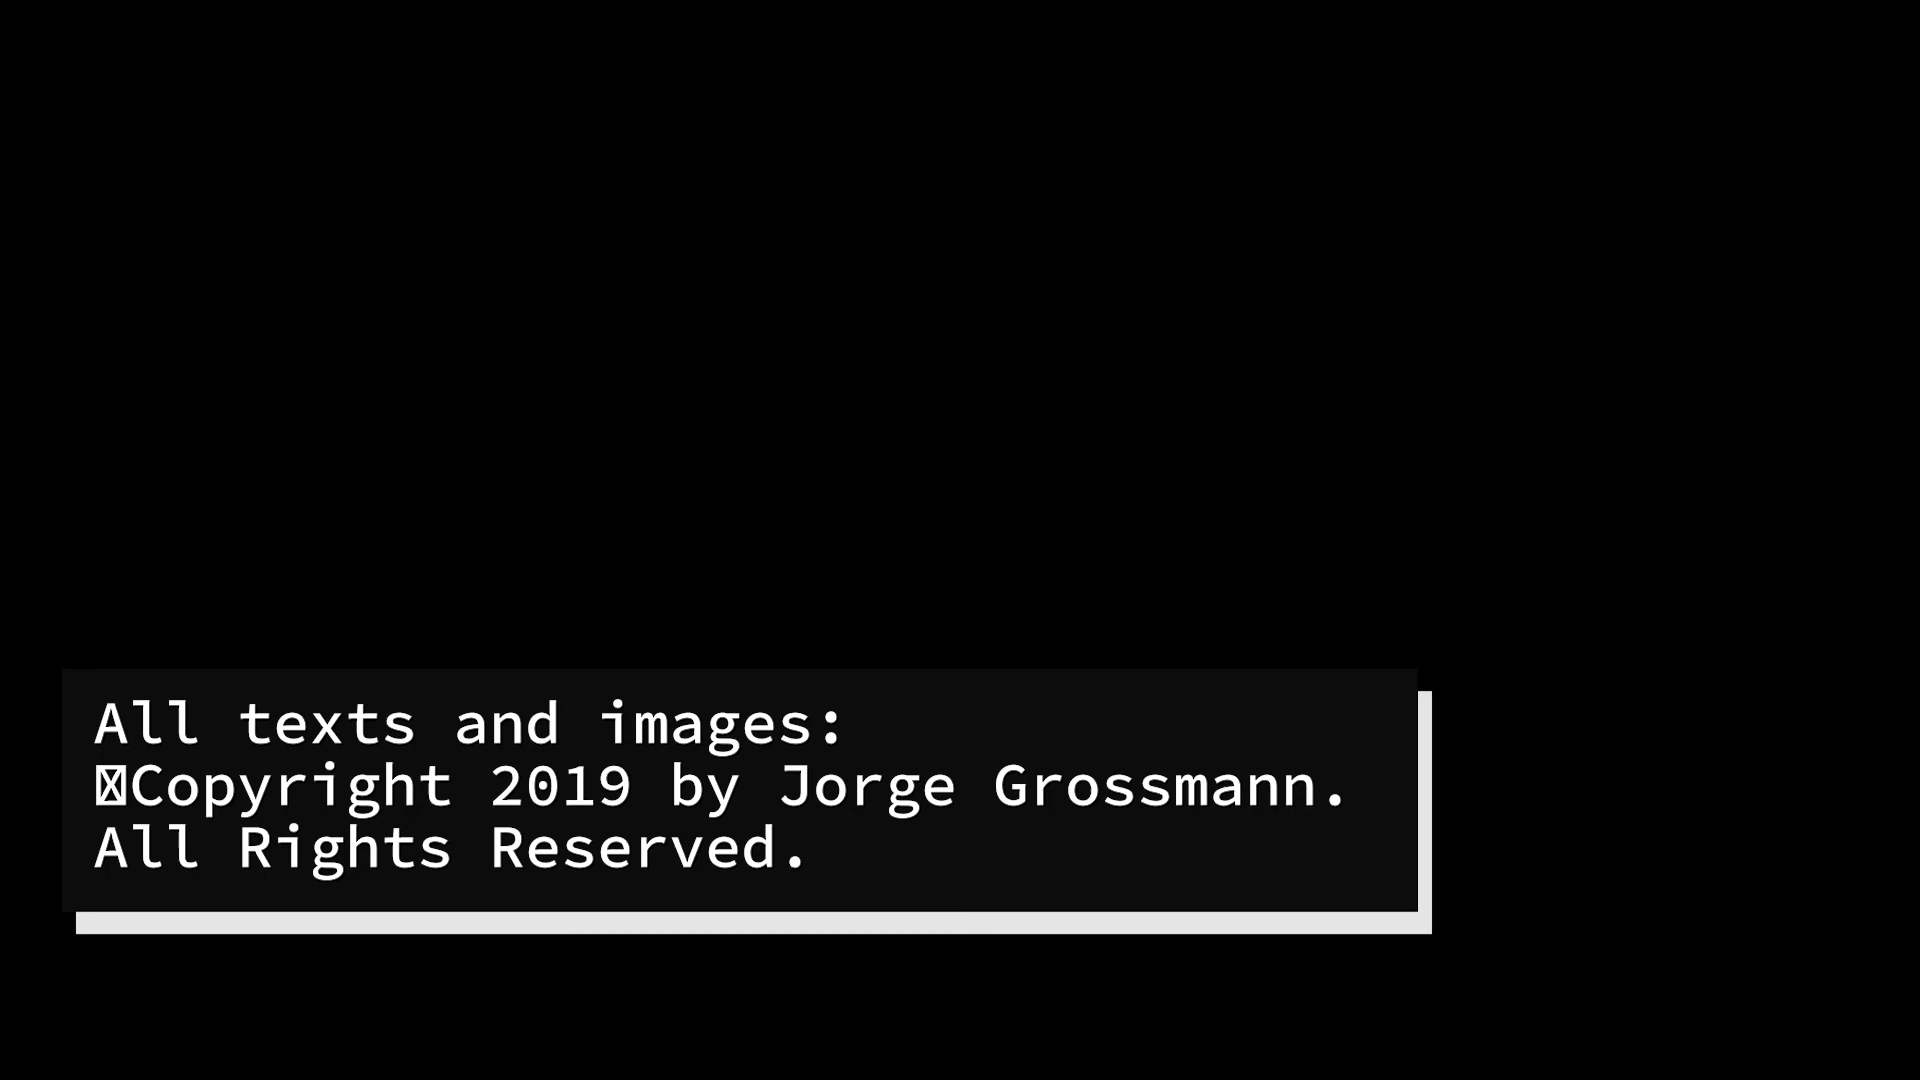 All texts and images:
�Copyright 2019 by Jorge Grossmann.
All Rights Reserved.